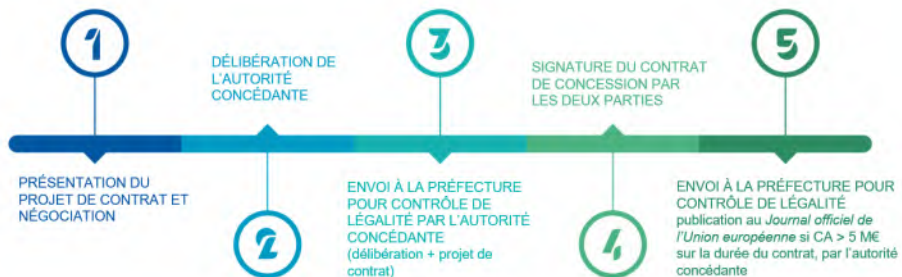 1
PRÉSENTATION DU
PROJET DE CONTRAT ET
NÉGOCIATION
DÉLIBÉRATION DE
L'AUTORITÉ
CONCÉDANTE
2
3
ENVOI À LA PRÉFECTURE
POUR CONTRÔLE DE
LÉGALITÉ PAR L'AUTORITÉ
CONCÉDANTE
(délibération + projet de
contrat)
SIGNATURE DU CONTRAT
DE CONCESSION PAR
LES DEUX PARTIES
4
5
ENVOI À LA PRÉFECTURE POUR
CONTRÔLE DE LÉGALITÉ
publication au Journal officiel de
l'Union européenne si CA > 5 M€
sur la durée du contrat, par l'autorité
concédante